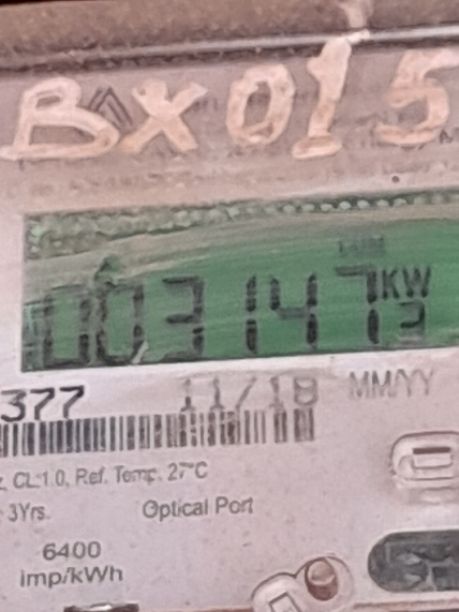 BX015
003147 KW
377 11/18 MM/YY
CL:1.0, Ref. Temp. 27°C
3Yrs. Optical Port
6400
imp/kWh